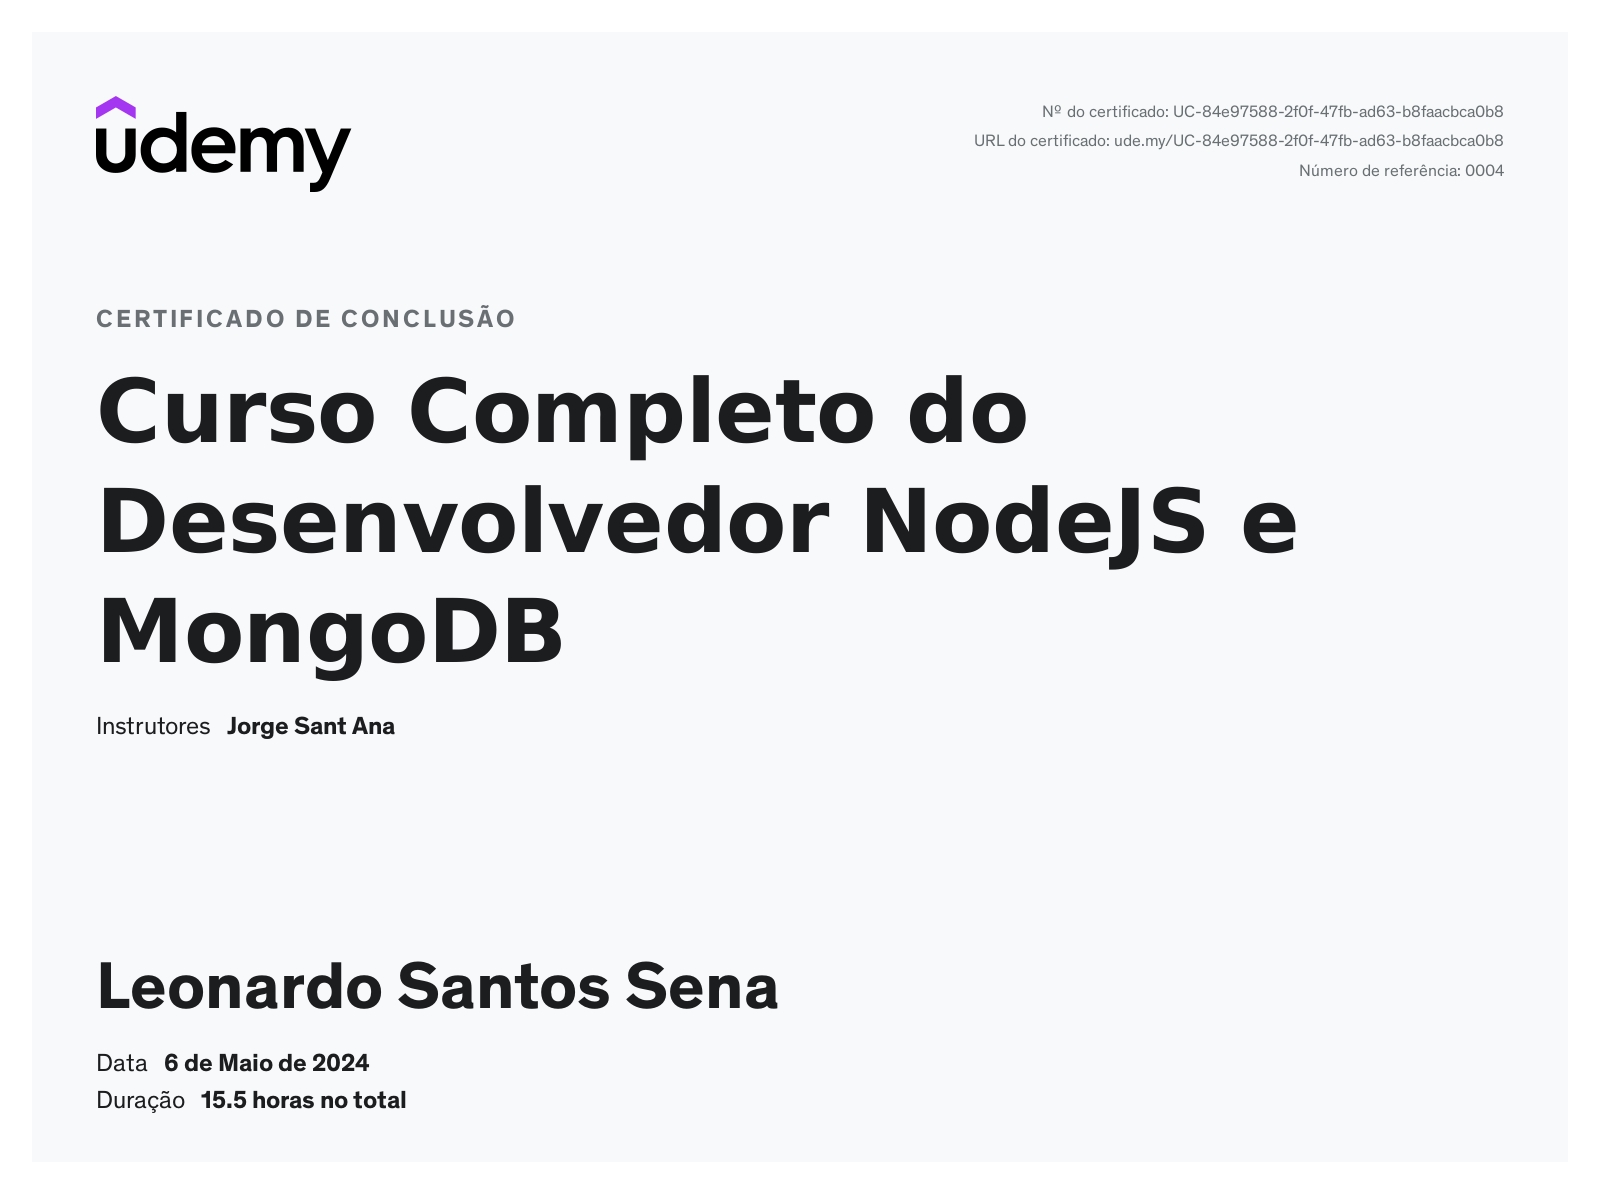 udemy
Nº do certificado: UC-84e97588-2f0f-47fb-ad63-b8faacbca0b8
URL do certificado: ude.my/UC-84e97588-2f0f-47fb-ad63-b8faacbca0b8
Número de referência: 0004
CERTIFICADO DE CONCLUSÃO
Curso Completo do
Desenvolvedor NodeJS e
MongoDB
Instrutores Jorge Sant Ana
Leonardo Santos Sena
Data 6 de Maio de 2024
Duração 15.5 horas no total